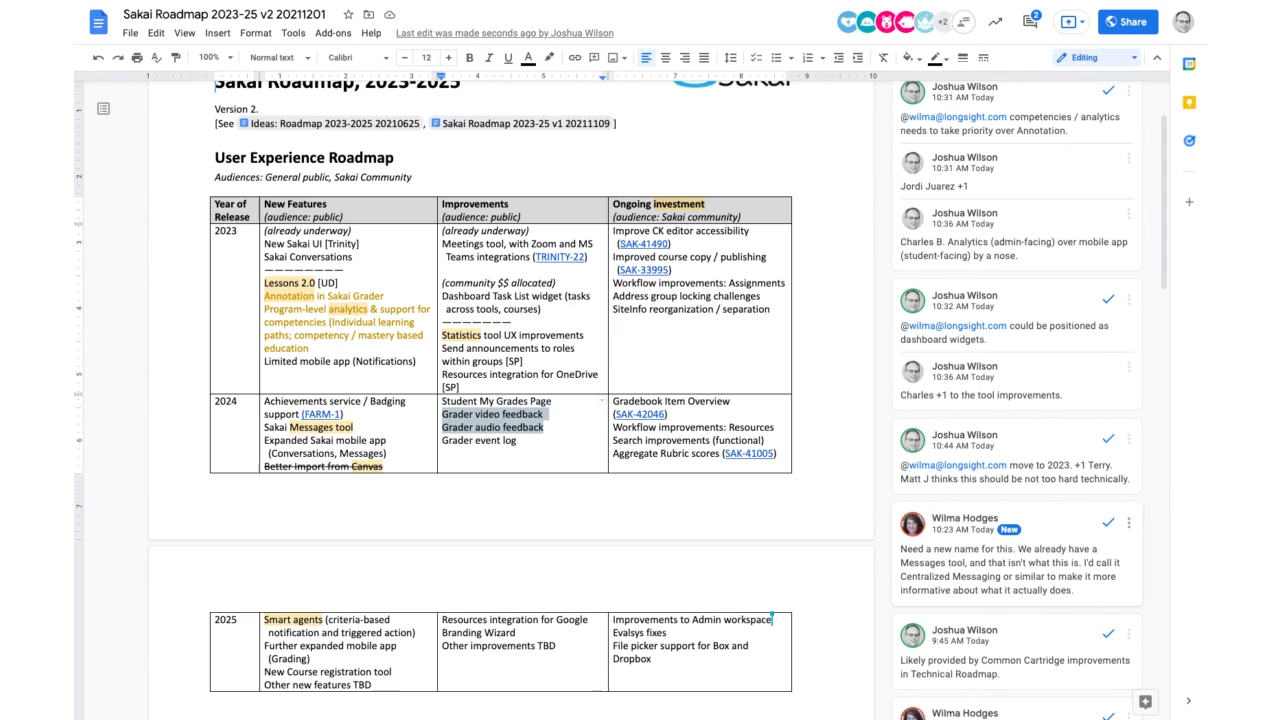 Sakai Roadmap 2023-25 v2 20211201
File Edit View Insert Format Tools Add-ons Help Last edit was made seconds ago by Joshua Wilson
+2
2
Share
100% Normal text Calibri 12 Editing
1 1 2 3 4 5 6 7 8 9 10
Sakai Roadmap, 2023-2025
Version 2.
[See Ideas: Roadmap 2023-2025 20210625 , Sakai Roadmap 2023-25 v1 20211109 ]
User Experience Roadmap
Audiences: General public, Sakai Community
Year of Release
New Features
(audience: public)
Improvements
(audience: public)
Ongoing investment
(audience: Sakai community)
2023
(already underway)
New Sakai UI [Trinity]
Sakai Conversations
————————
Lessons 2.0 [UD]
Annotation in Sakai Grader
Program-level analytics & support for
competencies (Individual learning
paths; competency / mastery based
education
Limited mobile app (Notifications)
(already underway)
Meetings tool, with Zoom and MS
Teams integrations (TRINITY-22)
(community $$ allocated)
Dashboard Task List widget (tasks
across tools, courses)
———————
Statistics tool UX improvements
Send announcements to roles
within groups [SP]
Resources integration for OneDrive
[SP]
Improve CK editor accessibility
(SAK-41490)
Improved course copy / publishing
(SAK-33995)
Workflow improvements: Assignments
Address group locking challenges
SiteInfo reorganization / separation
2024
Achievements service / Badging
support (FARM-1)
Sakai Messages tool
Expanded Sakai mobile app
(Conversations, Messages)
Better Import from Canvas
Student My Grades Page
Grader video feedback
Grader audio feedback
Grader event log
Gradebook Item Overview
(SAK-42046)
Workflow improvements: Resources
Search improvements (functional)
Aggregate Rubric scores (SAK-41005)
2025
Smart agents (criteria-based
notification and triggered action)
Further expanded mobile app
(Grading)
New Course registration tool
Other new features TBD
Resources integration for Google
Branding Wizard
Other improvements TBD
Improvements to Admin workspace
Evalsys fixes
File picker support for Box and
Dropbox
Joshua Wilson
10:31 AM Today
@wilma@longsight.com competencies / analytics
needs to take priority over Annotation.
Joshua Wilson
10:31 AM Today
Jordi Juarez +1
Joshua Wilson
10:36 AM Today
Charles B. Analytics (admin-facing) over mobile app
(student-facing) by a nose.
Joshua Wilson
10:32 AM Today
@wilma@longsight.com could be positioned as
dashboard widgets.
Joshua Wilson
10:36 AM Today
Charles +1 to the tool improvements.
Joshua Wilson
10:44 AM Today
@wilma@longsight.com move to 2023. +1 Terry.
Matt J thinks this should be not too hard technically.
Wilma Hodges
10:23 AM Today New
Need a new name for this. We already have a
Messages tool, and that isn't what this is. I'd call it
Centralized Messaging or similar to make it more
informative about what it actually does.
Joshua Wilson
9:45 AM Today
Likely provided by Common Cartridge improvements
in Technical Roadmap.
Joshua Wilson